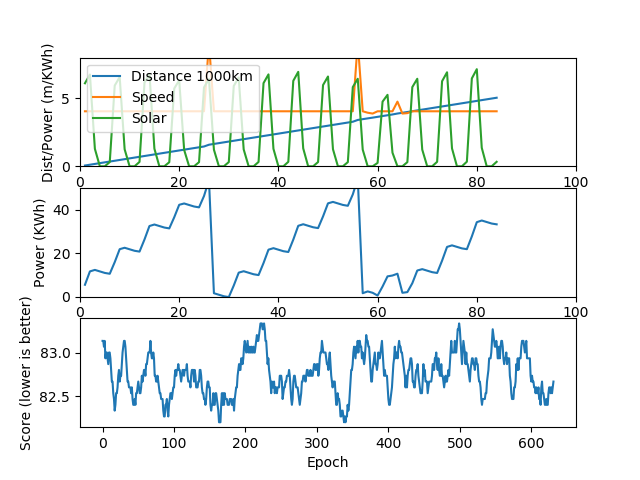 Dist/Power (m/KWh)
5
0
Distance 1000km
Speed
Solar
0 20 40 60 80 100
Power (KWh)
40
20
0
0 20 40 60 80 100
Score (lower is better)
83.0
82.5
0 100 200 300 400 500 600
Epoch